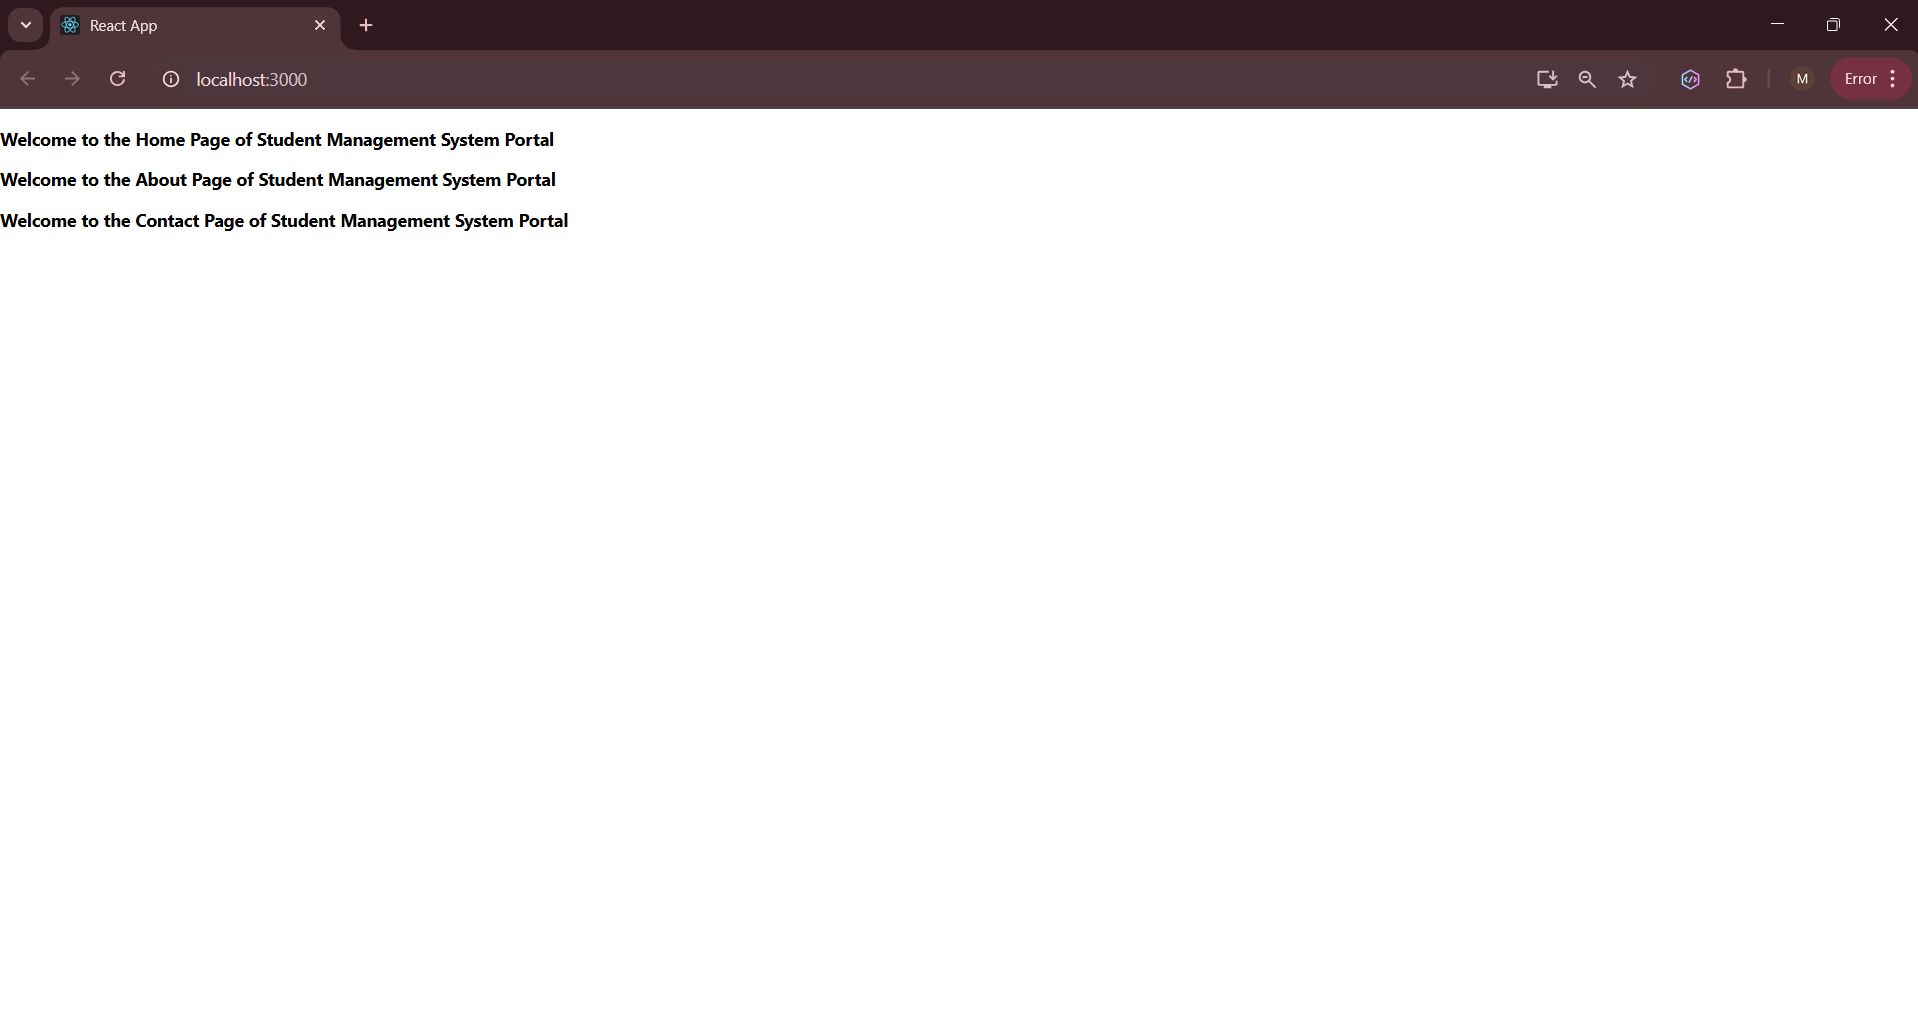 React App
localhost:3000
M
Error
Welcome to the Home Page of Student Management System Portal
Welcome to the About Page of Student Management System Portal
Welcome to the Contact Page of Student Management System Portal